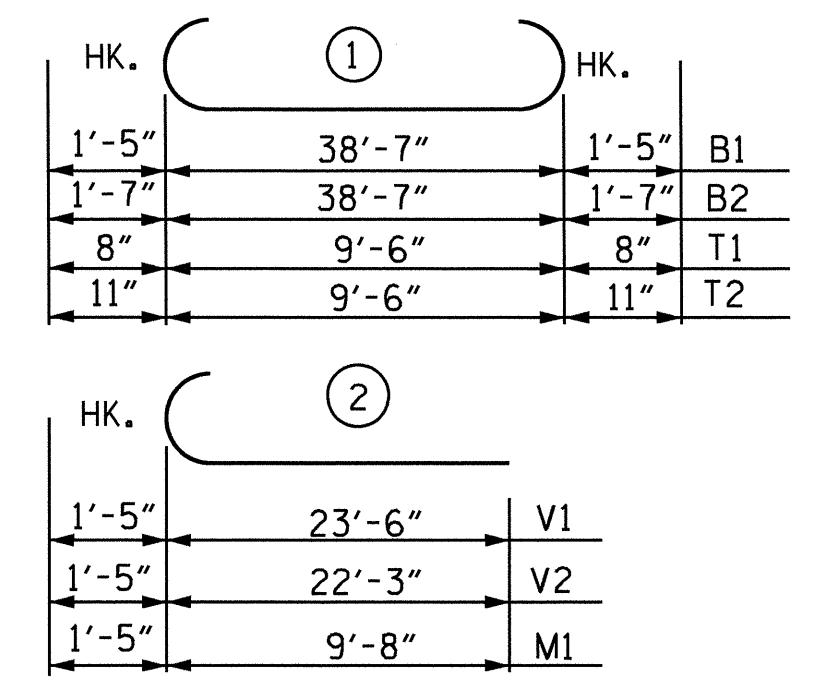 HK. 1 HK.
1'-5" 38'-7" 1'-5" B1
1'-7" 38'-7" 1'-7" B2
8" 9'-6" 8" T1
11" 9'-6" 11" T2
HK. 2
1'-5" 23'-6" V1
1'-5" 22'-3" V2
1'-5" 9'-8" M1